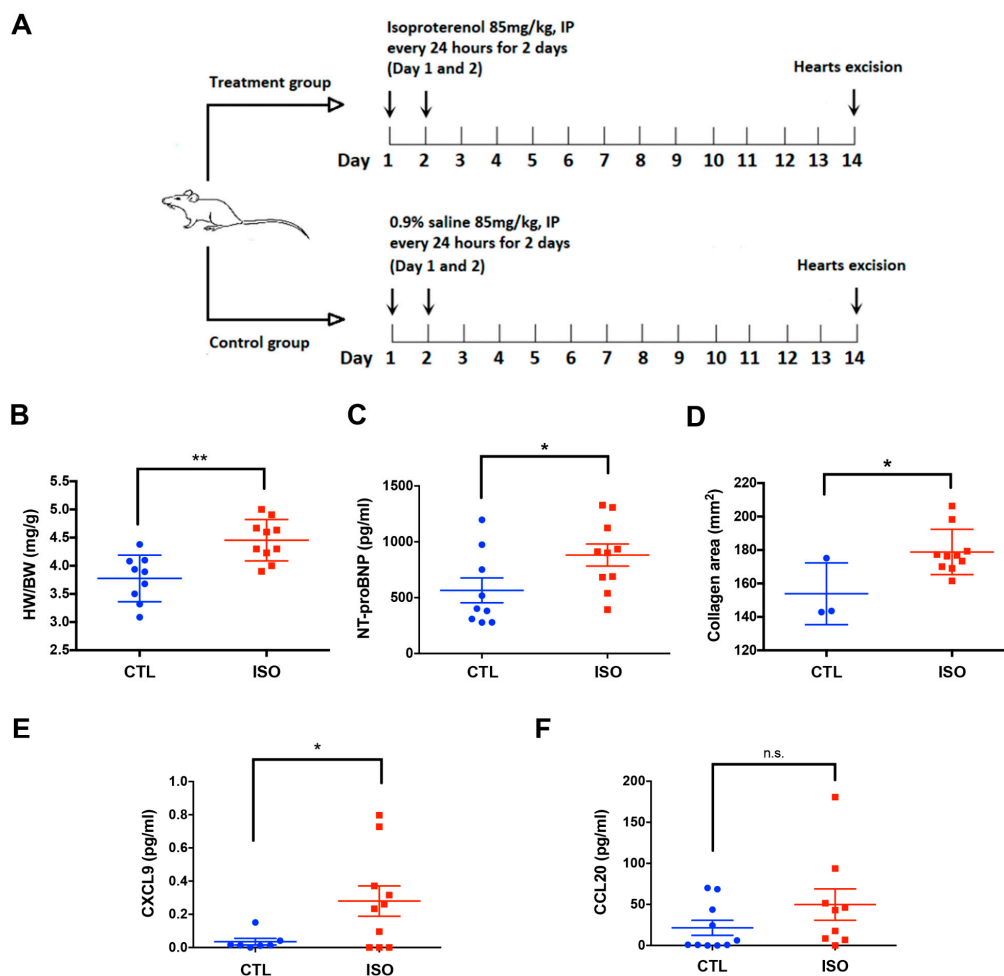 A
Isoproterenol 85mg/kg, IP
every 24 hours for 2 days
(Day 1 and 2)
Hearts excision
Treatment group
Day 1 2 3 4 5 6 7 8 9 10 11 12 13 14
0.9% saline 85mg/kg, IP
every 24 hours for 2 days
(Day 1 and 2)
Hearts excision
Control group
Day 1 2 3 4 5 6 7 8 9 10 11 12 13 14
B
**
HW/BW (mg/g)
5.5
5.0
4.5
4.0
3.5
3.0
2.5
CTL ISO
C
*
NT-proBNP (pg/ml)
1500
1000
500
0
CTL ISO
D
*
Collagen area (mm²)
220
200
180
160
140
120
CTL ISO
E
*
CXCL9 (pg/ml)
1.0
0.8
0.6
0.4
0.2
0.0
CTL ISO
F
n.s.
CCL20 (pg/ml)
200
150
100
50
0
CTL ISO